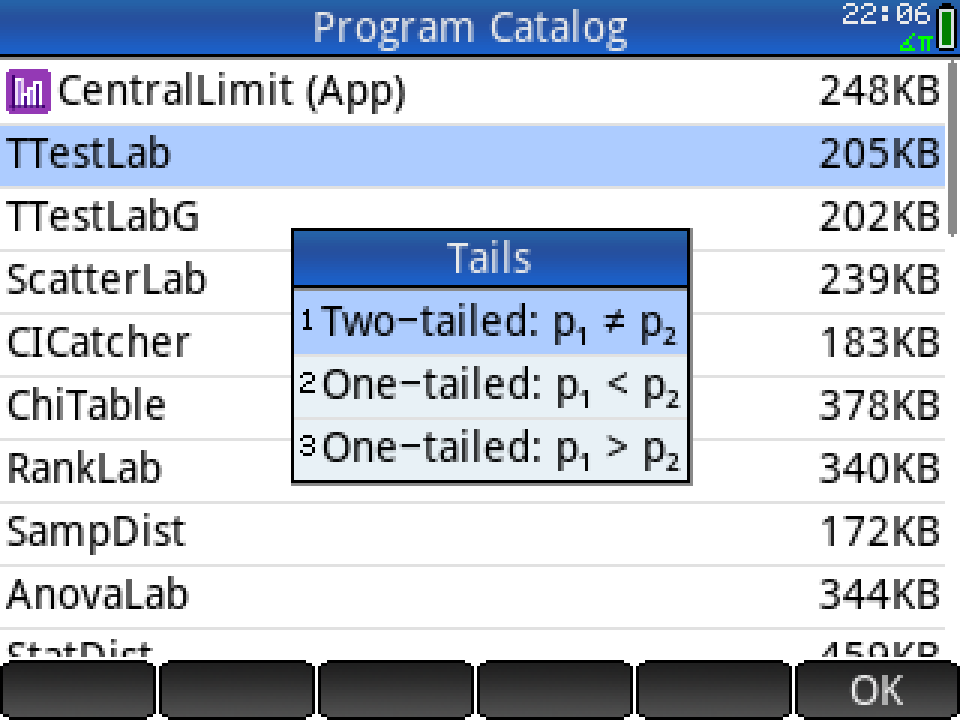 Program Catalog
22:06
∡π
CentralLimit (App) 248KB
TTestLab 205KB
TTestLabG 202KB
ScatterLab 239KB
CICatcher 183KB
ChiTable 378KB
RankLab 340KB
SampDist 172KB
AnovaLab 344KB
StatDist 459KB
Tails
1 Two-tailed: p₁ ≠ p₂
2 One-tailed: p₁ < p₂
3 One-tailed: p₁ > p₂
OK